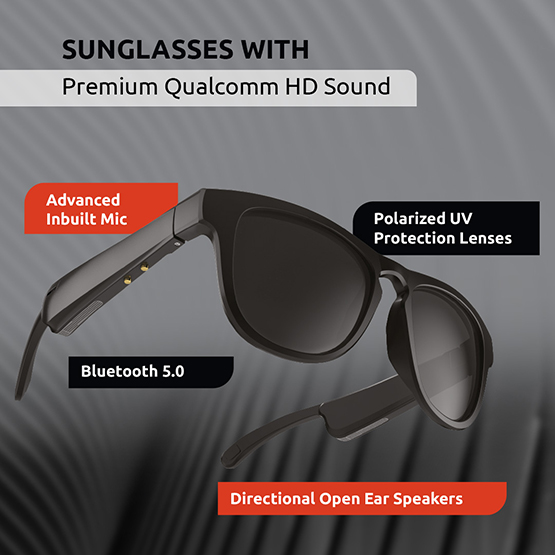 SUNGLASSES WITH
Premium Qualcomm HD Sound
Advanced
Inbuilt Mic
Polarized UV
Protection Lenses
Bluetooth 5.0
Directional Open Ear Speakers